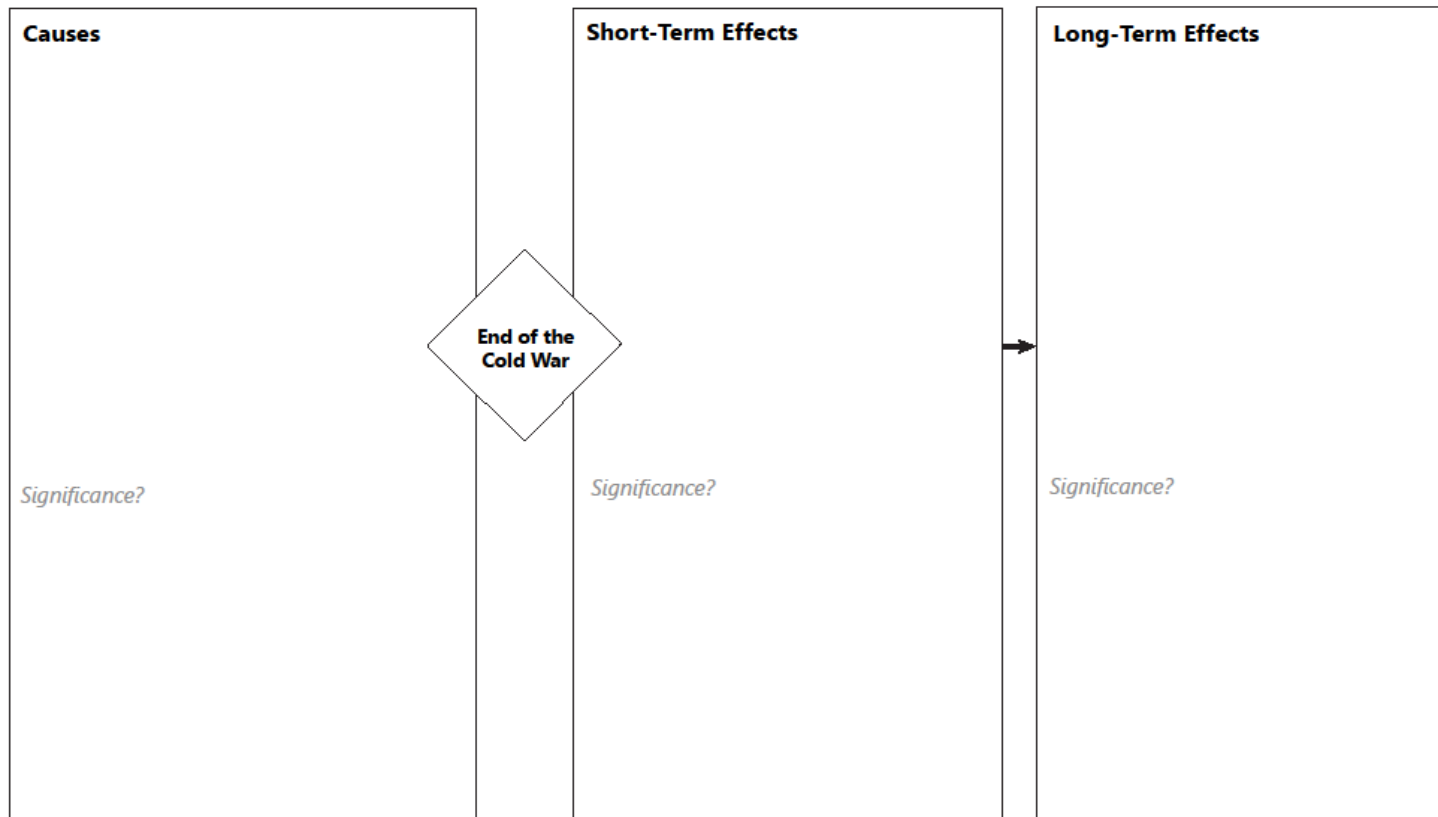 Causes
Short-Term Effects
Long-Term Effects
End of the
Cold War
Significance?
Significance?
Significance?